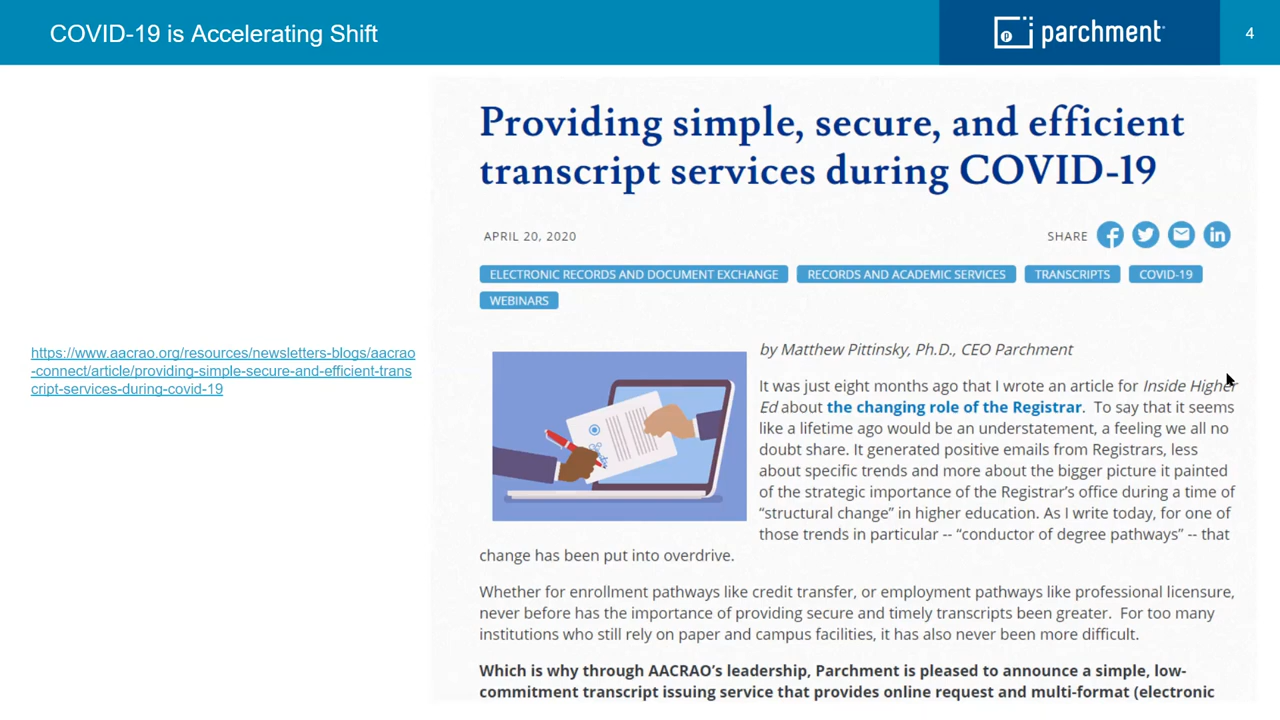 COVID-19 is Accelerating Shift
parchment
4
Providing simple, secure, and efficient
transcript services during COVID-19
APRIL 20, 2020
SHARE
ELECTRONIC RECORDS AND DOCUMENT EXCHANGE
RECORDS AND ACADEMIC SERVICES
TRANSCRIPTS
COVID-19
WEBINARS
https://www.aacrao.org/resources/newsletters-blogs/aacrao
-connect/article/providing-simple-secure-and-efficient-trans
cript-services-during-covid-19
by Matthew Pittinsky, Ph.D., CEO Parchment
It was just eight months ago that I wrote an article for Inside Higher
Ed about the changing role of the Registrar. To say that it seems
like a lifetime ago would be an understatement, a feeling we all no
doubt share. It generated positive emails from Registrars, less
about specific trends and more about the bigger picture it painted
of the strategic importance of the Registrar's office during a time of
“structural change” in higher education. As I write today, for one of
those trends in particular -- “conductor of degree pathways” -- that
change has been put into overdrive.
Whether for enrollment pathways like credit transfer, or employment pathways like professional licensure,
never before has the importance of providing secure and timely transcripts been greater. For too many
institutions who still rely on paper and campus facilities, it has also never been more difficult.
Which is why through AACRAO’s leadership, Parchment is pleased to announce a simple, low-
commitment transcript issuing service that provides online request and multi-format (electronic